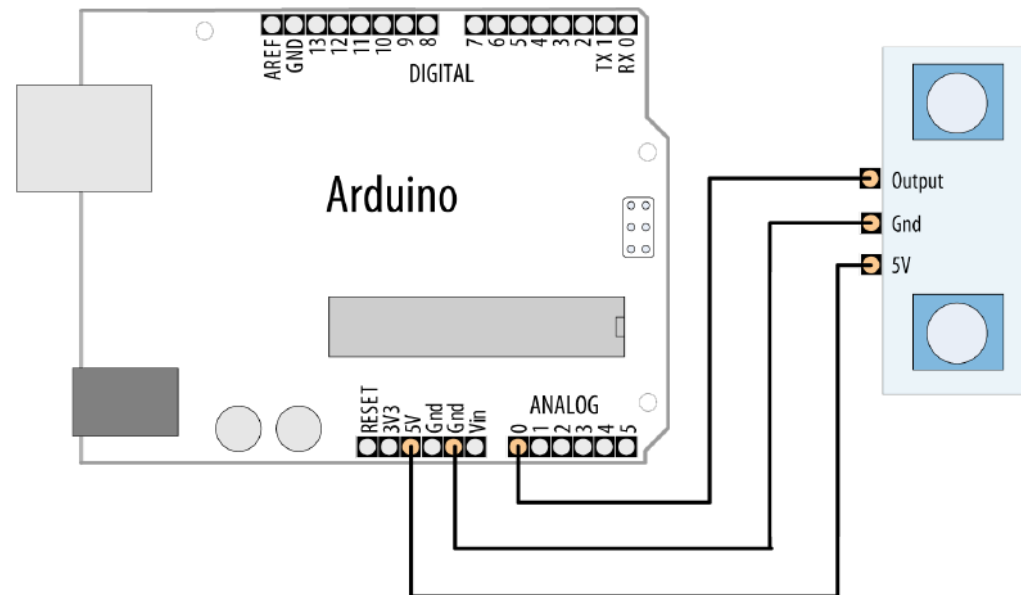 AREF GND 13 12 11 10 9 8 7 6 5 4 3 2 TX 1 RX 0
DIGITAL
Arduino
Output
Gnd
5V
ANALOG
RESET 3V3 5V Gnd Gnd Vin 0 1 2 3 4 5